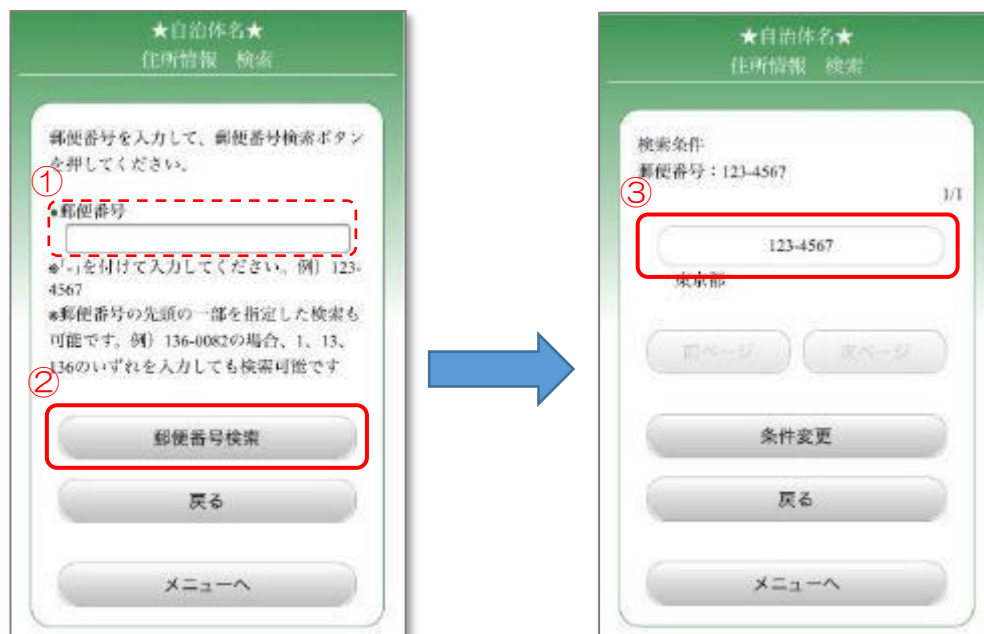 ★自治体名★
住所情報 検索
郵便番号を入力して、郵便番号検索ボタン
を押してください。
①
●郵便番号
※「-」を付けて入力してください。例）123-
4567
※郵便番号の先頭の一部を指定した検索も
可能です。例）136-0082の場合、1、13、
136のいずれを入力しても検索可能です
②
郵便番号検索
戻る
メニューへ
★自治体名★
住所情報 検索
検索条件
郵便番号：123-4567
③
1/1
123-4567
東京都
前ページ
次ページ
条件変更
戻る
メニューへ